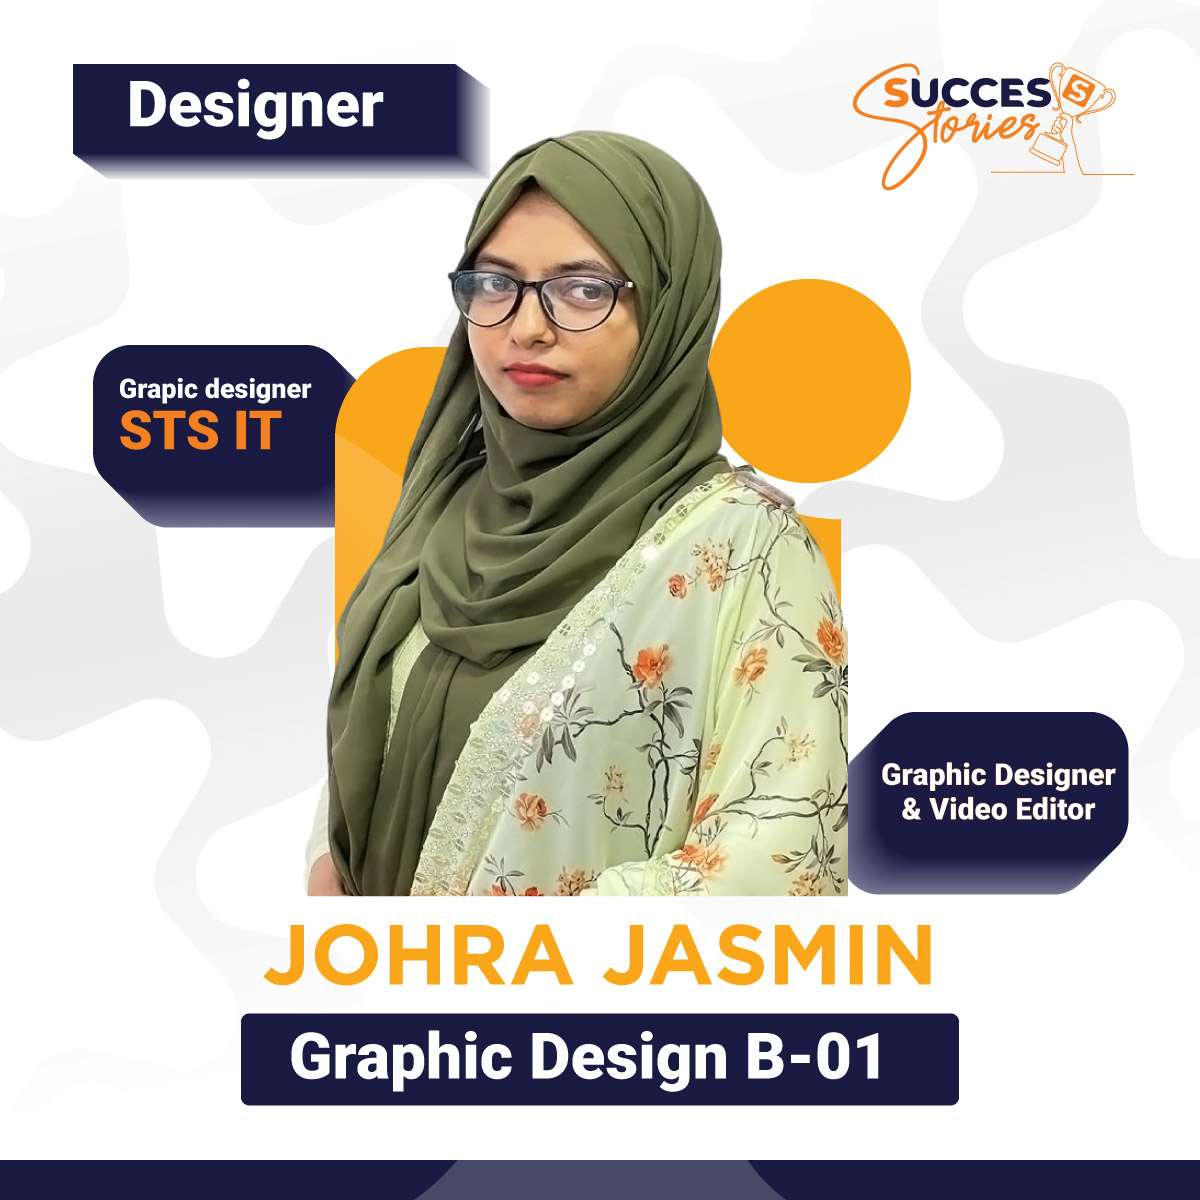 Designer
SUCCESS
Stories
Grapic designer
STS IT
Graphic Designer
& Video Editor
JOHRA JASMIN
Graphic Design B-01